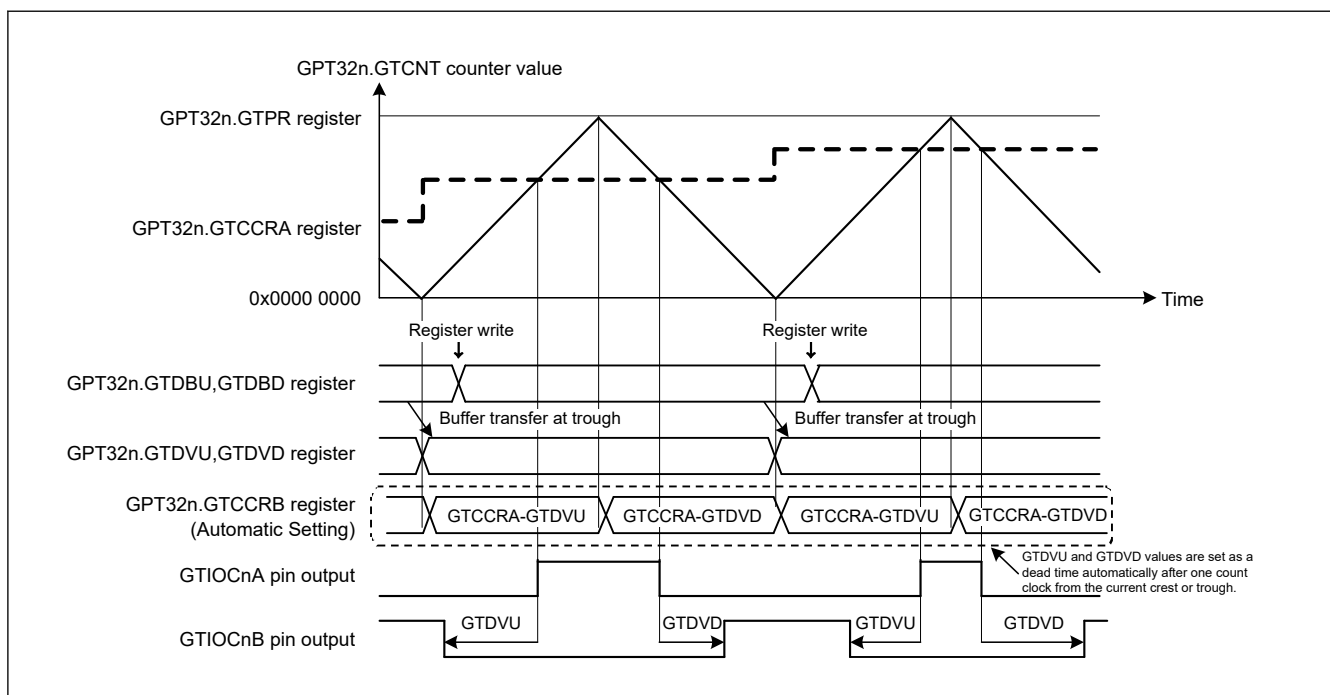 GPT32n.GTCNT counter value
GPT32n.GTPR register
GPT32n.GTCCRA register
0x0000 0000
Time
Register write
Register write
GPT32n.GTDBU,GTDBD register
Buffer transfer at trough
Buffer transfer at trough
GPT32n.GTDVU,GTDVD register
GPT32n.GTCCRB register
(Automatic Setting)
GTCCRA-GTDVU
GTCCRA-GTDVD
GTCCRA-GTDVU
GTCCRA-GTDVD
GTDVU and GTDVD values are set as a
dead time automatically after one count
clock from the current crest or trough.
GTIOCnA pin output
GTDVU
GTDVD
GTDVU
GTDVD
GTIOCnB pin output